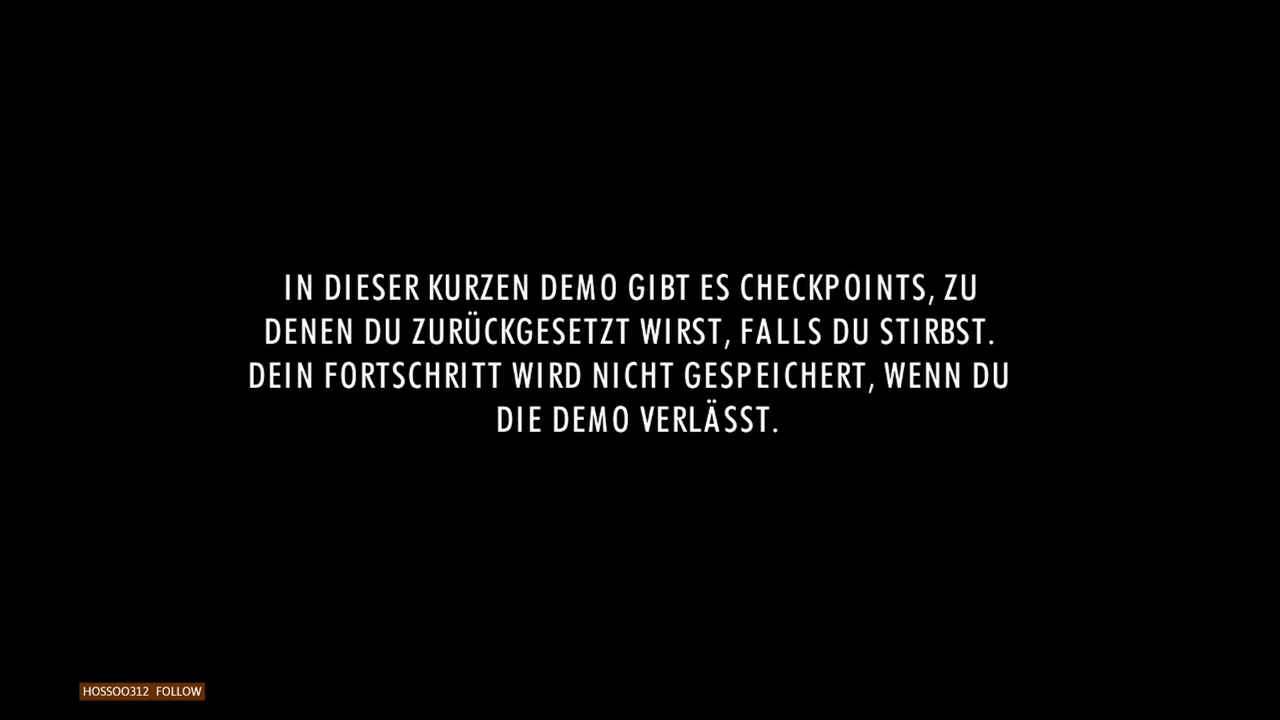 IN DIESER KURZEN DEMO GIBT ES CHECKPOINTS, ZU
DENEN DU ZURÜCKGESETZT WIRST, FALLS DU STIRBST.
DEIN FORTSCHRITT WIRD NICHT GESPEICHERT, WENN DU
DIE DEMO VERLÄSST.
HOSSOO312 FOLLOW